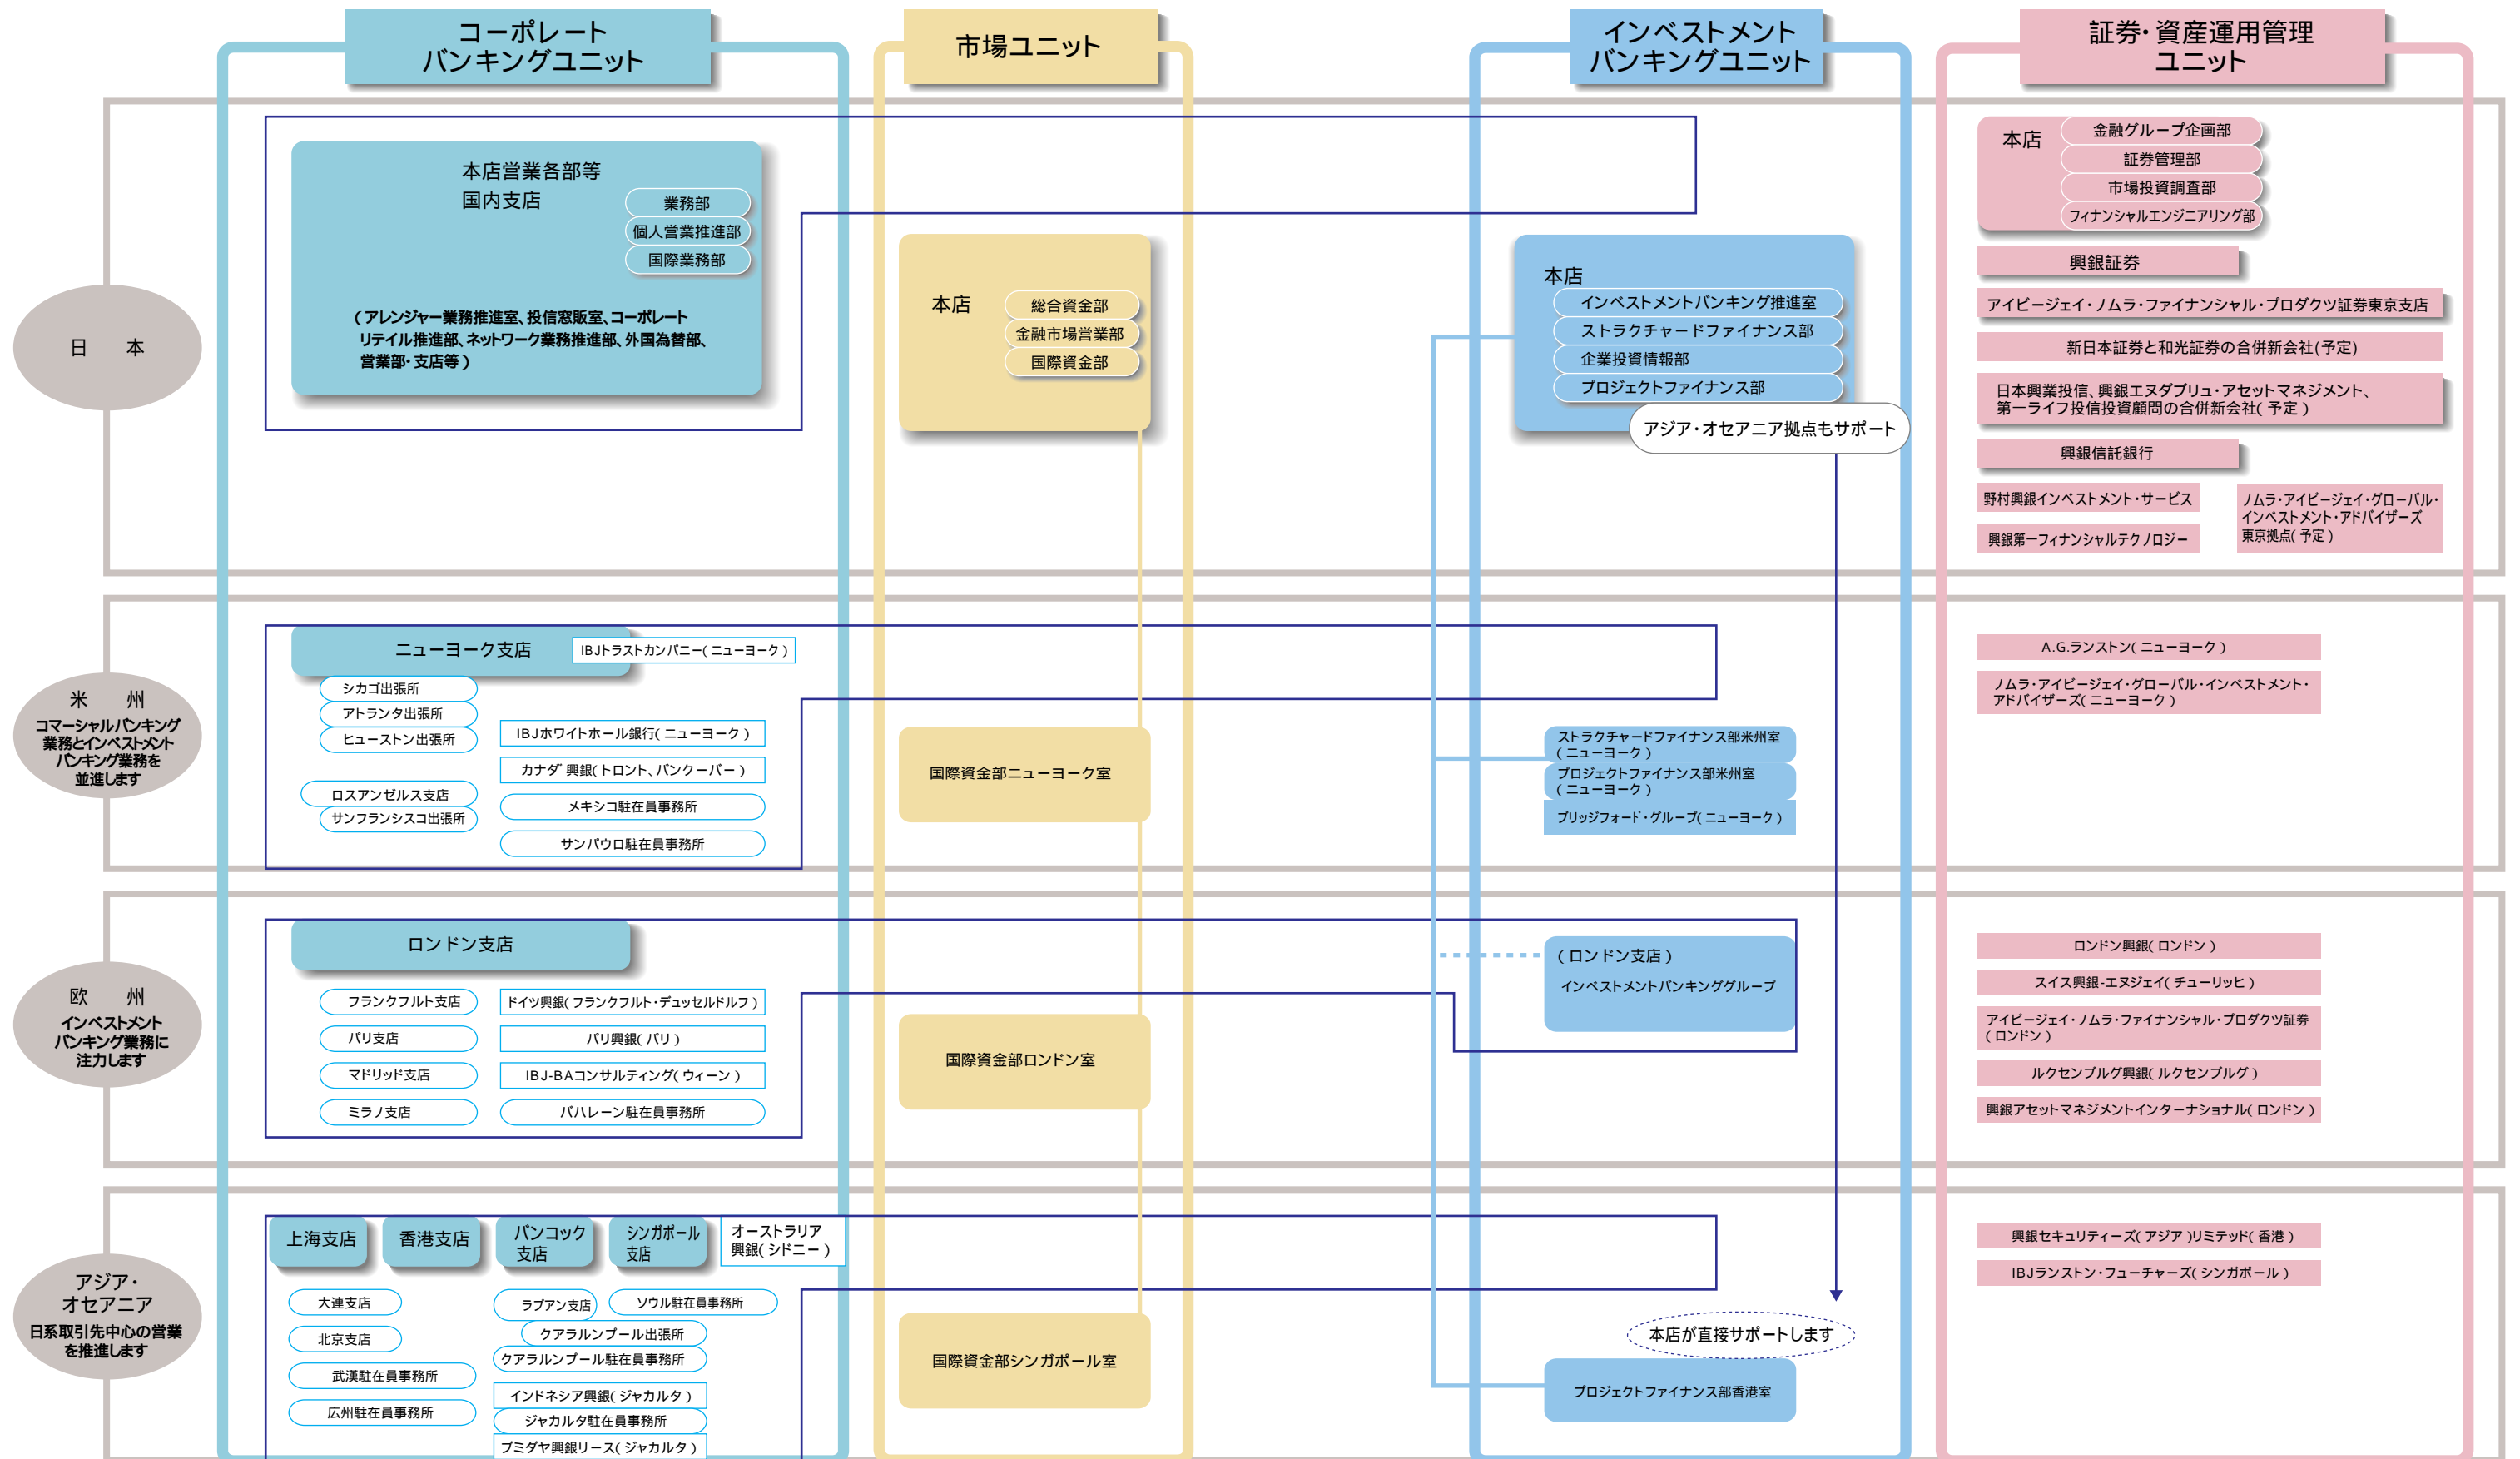 コーポレート
バンキングユニット
市場ユニット
インベストメント
バンキングユニット
証券・資産運用管理
ユニット
日　本
本店営業各部等
国内支店
業務部
個人営業推進部
国際業務部
(アレンジャー業務推進室、投信窓販室、コーポレート
リテイル推進部、ネットワーク業務推進部、外国為替部、
営業部・支店等)
本店
総合資金部
金融市場営業部
国際資金部
本店
インベストメントバンキング推進室
ストラクチャードファイナンス部
企業投資情報部
プロジェクトファイナンス部
アジア・オセアニア拠点もサポート
本店
金融グループ企画部
証券管理部
市場投資調査部
フィナンシャルエンジニアリング部
興銀証券
アイビージェイ・ノムラ・ファイナンシャル・プロダクツ証券東京支店
新日本証券と和光証券の合併新会社(予定)
日本興業投信、興銀エヌダブリュ・アセットマネジメント、
第一ライフ投信投資顧問の合併新会社(予定)
興銀信託銀行
野村興銀インベストメント・サービス
興銀第一フィナンシャルテクノロジー
ノムラ・アイビージェイ・グローバル・
インベストメント・アドバイザーズ
東京拠点(予定)
米　州
コマーシャルバンキング
業務とインベストメント
バンキング業務を
並進します
ニューヨーク支店
IBJトラストカンパニー(ニューヨーク)
シカゴ出張所
アトランタ出張所
ヒューストン出張所
ロスアンゼルス支店
サンフランシスコ出張所
IBJホワイトホール銀行(ニューヨーク)
カナダ興銀(トロント、バンクーバー)
メキシコ駐在員事務所
サンパウロ駐在員事務所
国際資金部ニューヨーク室
ストラクチャードファイナンス部米州室
(ニューヨーク)
プロジェクトファイナンス部米州室
(ニューヨーク)
ブリッジフォード・グループ(ニューヨーク)
A.G.ランストン(ニューヨーク)
ノムラ・アイビージェイ・グローバル・インベストメント・
アドバイザーズ(ニューヨーク)
欧　州
インベストメント
バンキング業務に
注力します
ロンドン支店
フランクフルト支店
パリ支店
マドリッド支店
ミラノ支店
ドイツ興銀(フランクフルト・デュッセルドルフ)
パリ興銀(パリ)
IBJ-BAコンサルティング(ウィーン)
バハレーン駐在員事務所
国際資金部ロンドン室
(ロンドン支店)
インベストメントバンキンググループ
ロンドン興銀(ロンドン)
スイス興銀-エヌジェイ(チューリッヒ)
アイビージェイ・ノムラ・ファイナンシャル・プロダクツ証券
(ロンドン)
ルクセンブルグ興銀(ルクセンブルグ)
興銀アセットマネジメントインターナショナル(ロンドン)
アジア・
オセアニア
日系取引先中心の営業
を推進します
上海支店
香港支店
バンコック
支店
シンガポール
支店
オーストラリア
興銀(シドニー)
大連支店
北京支店
武漢駐在員事務所
広州駐在員事務所
ラブアン支店
ソウル駐在員事務所
クアラルンプール出張所
クアラルンプール駐在員事務所
インドネシア興銀(ジャカルタ)
ジャカルタ駐在員事務所
ブミダヤ興銀リース(ジャカルタ)
国際資金部シンガポール室
本店が直接サポートします
プロジェクトファイナンス部香港室
興銀セキュリティーズ(アジア)リミテッド(香港)
IBJランストン・フューチャーズ(シンガポール)